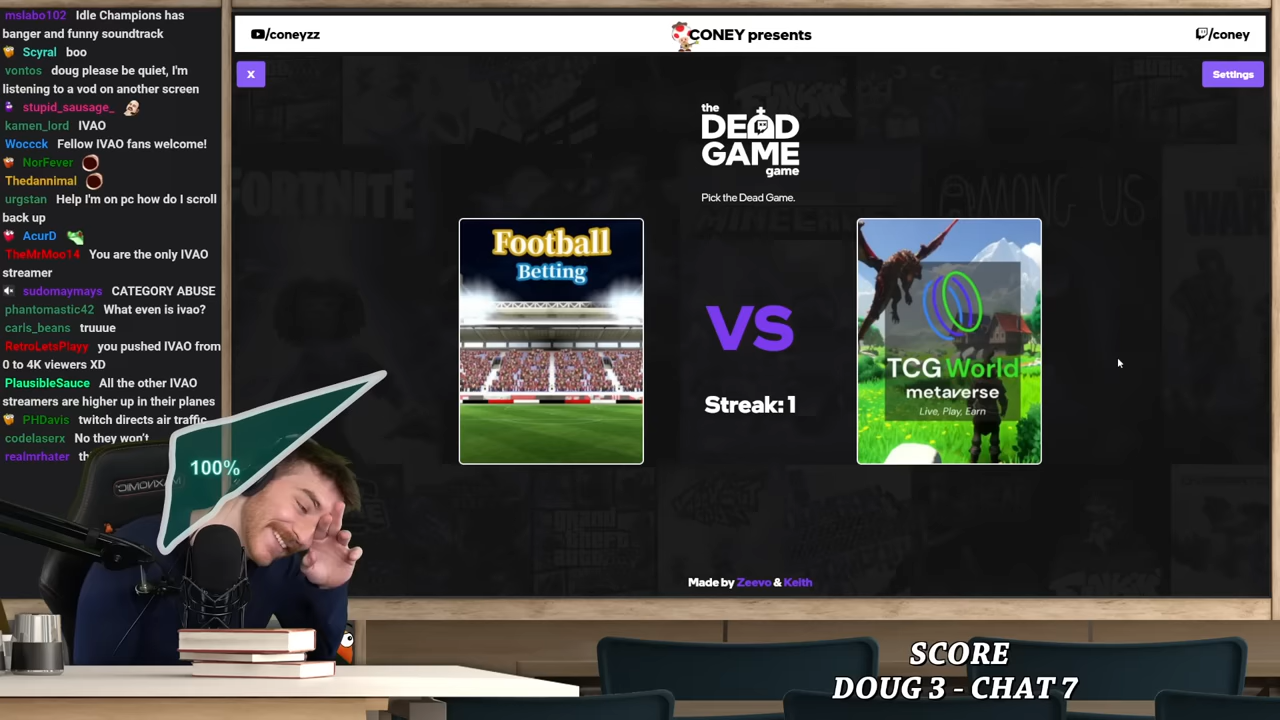 mslabo102 Idle Champions has
banger and funny soundtrack
Scyral boo
vontos doug please be quiet, I'm
listening to a vod on another screen
stupid_sausage_
kamen_lord IVAO
Woccck Fellow IVAO fans welcome!
NorFever
Thedannimal
urgstan Help I'm on pc how do I scroll
back up
AcurD
TheMrMoo14 You are the only IVAO
streamer
sudomaymays CATEGORY ABUSE
phantomastic42 What even is ivao?
carls_beans truuue
RetroLetsPlayy you pushed IVAO from
0 to 4K viewers XD
PlausibleSauce All the other IVAO
streamers are higher up in their planes
PHDavis twitch directs air traffic
codelaserx No they won't
realmrhater
100%
/coneyzz
CONEY presents
/coney
X
Settings
the
DEAD
GAME
game
Pick the Dead Game.
Football
Betting
VS
Streak: 1
TCG World
metaverse
Live, Play, Earn
FORTNITE
AMONG US
MINECRAFT
Made by Zeevo & Keith
SCORE
DOUG 3 - CHAT 7